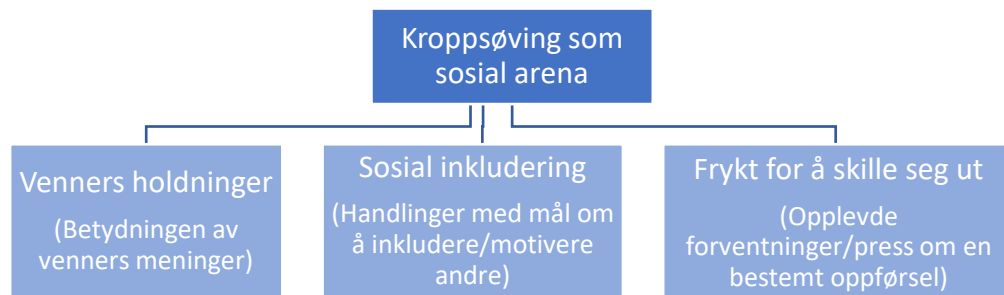 Kroppsøving som
sosial arena
Venners holdninger
(Betydningen av
venners meninger)
Sosial inkludering
(Handlinger med mål om
å inkludere/motivere
andre)
Frykt for å skille seg ut
(Opplevde
forventninger/press om en
bestemt oppførsel)